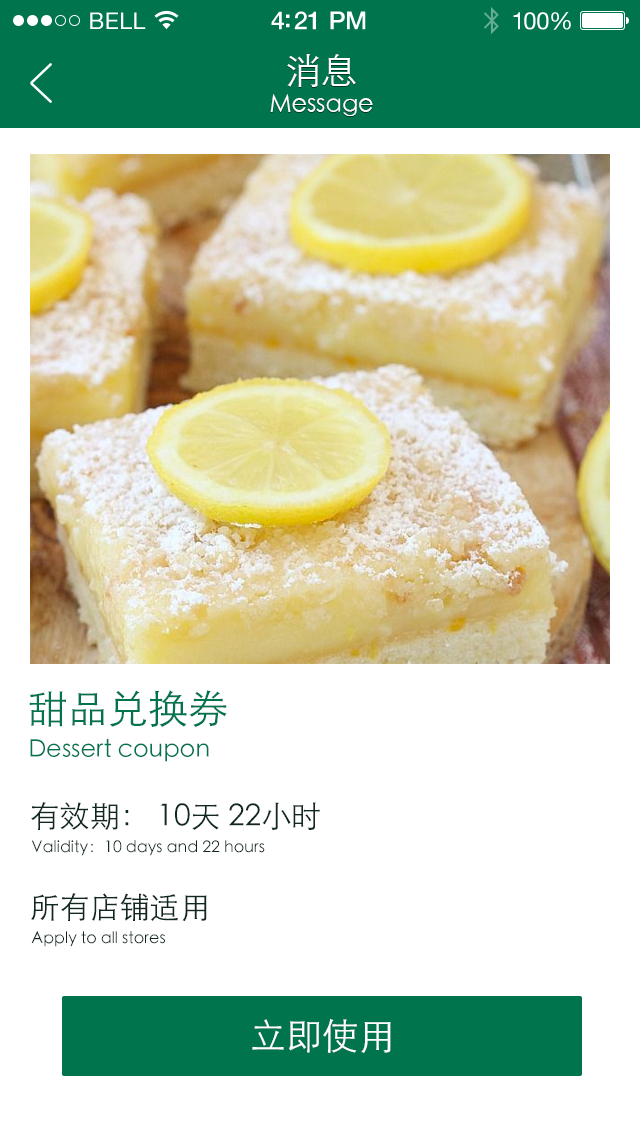 BELL 4:21 PM 100%
消息
Message
甜品兑换券
Dessert coupon
有效期： 10天 22小时
Validity：10 days and 22 hours
所有店铺适用
Apply to all stores
立即使用